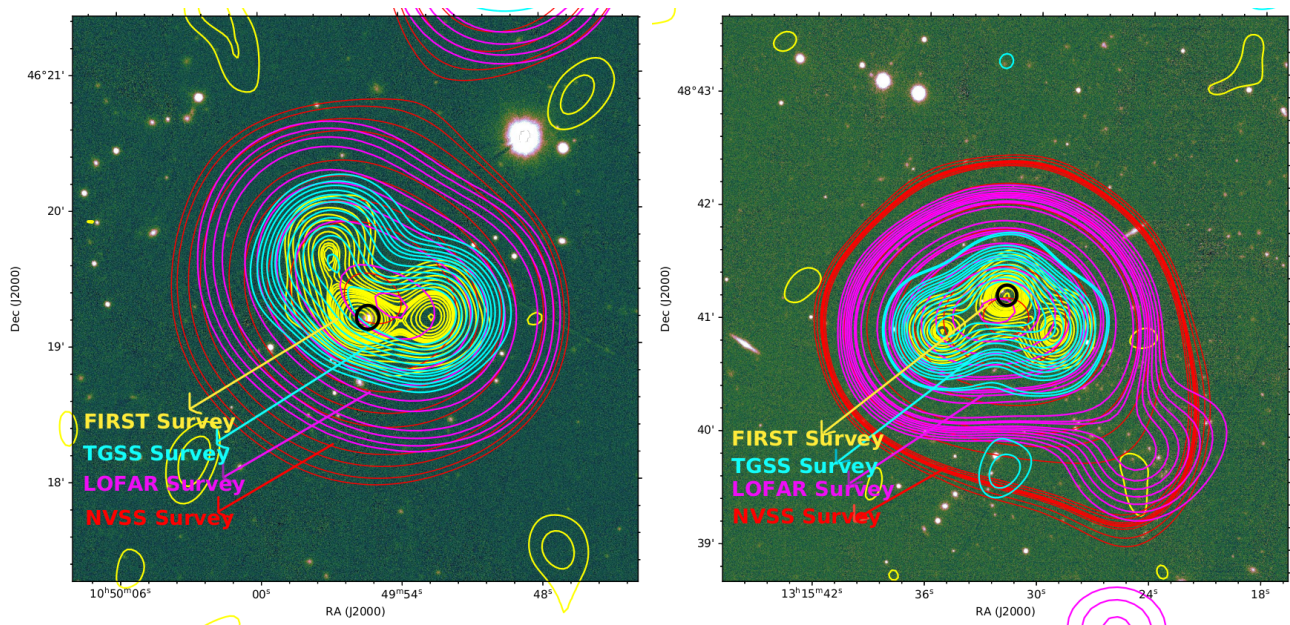 46°21'
20'
19'
18'
Dec (J2000)
FIRST Survey
TGSS Survey
LOFAR Survey
NVSS Survey
10ʰ50ᵐ06ˢ
00ˢ
49ᵐ54ˢ
48ˢ
RA (J2000)
48°43'
42'
41'
40'
39'
Dec (J2000)
FIRST Survey
TGSS Survey
LOFAR Survey
NVSS Survey
13ʰ15ᵐ42ˢ
36ˢ
30ˢ
24ˢ
18ˢ
RA (J2000)